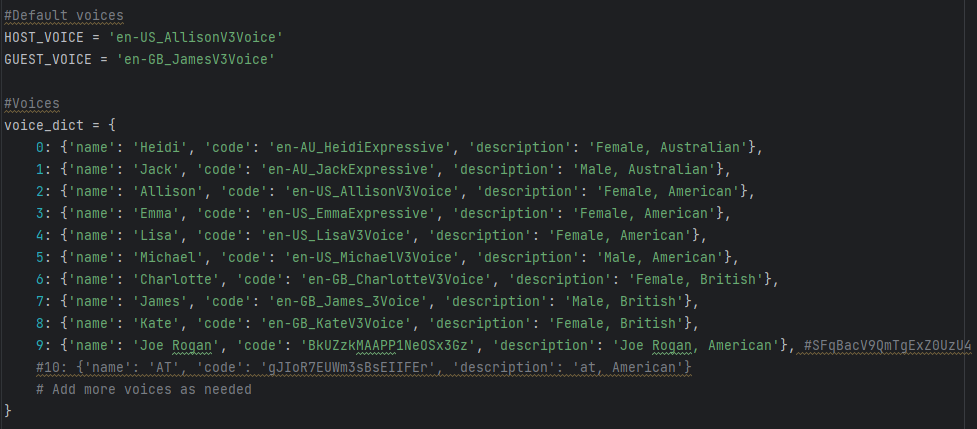 #Default voices
HOST_VOICE = 'en-US_AllisonV3Voice'
GUEST_VOICE = 'en-GB_JamesV3Voice'
#Voices
voice_dict = {
0: {'name': 'Heidi', 'code': 'en-AU_HeidiExpressive', 'description': 'Female, Australian'},
1: {'name': 'Jack', 'code': 'en-AU_JackExpressive', 'description': 'Male, Australian'},
2: {'name': 'Allison', 'code': 'en-US_AllisonV3Voice', 'description': 'Female, American'},
3: {'name': 'Emma', 'code': 'en-US_EmmaExpressive', 'description': 'Female, American'},
4: {'name': 'Lisa', 'code': 'en-US_LisaV3Voice', 'description': 'Female, American'},
5: {'name': 'Michael', 'code': 'en-US_MichaelV3Voice', 'description': 'Male, American'},
6: {'name': 'Charlotte', 'code': 'en-GB_CharlotteV3Voice', 'description': 'Female, British'},
7: {'name': 'James', 'code': 'en-GB_James_3Voice', 'description': 'Male, British'},
8: {'name': 'Kate', 'code': 'en-GB_KateV3Voice', 'description': 'Female, British'},
9: {'name': 'Joe Rogan', 'code': 'BkUZzkMAAPP1NeOSx3Gz', 'description': 'Joe Rogan, American'}, #SFqBacV9QmTgExZ0UzU4
#10: {'name': 'AT', 'code': 'gJIoR7EUWm3sBsEIIFEr', 'description': 'at, American'}
# Add more voices as needed
}